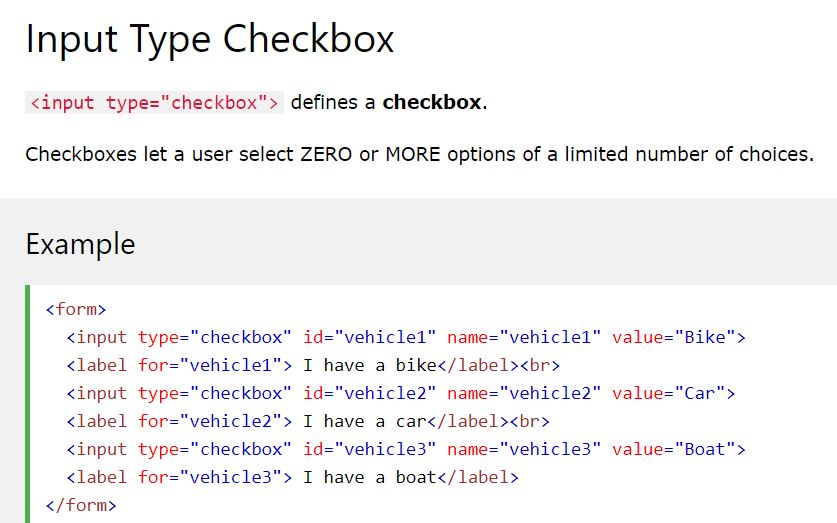 Input Type Checkbox
<input type="checkbox"> defines a checkbox.
Checkboxes let a user select ZERO or MORE options of a limited number of choices.
Example
<form>
  <input type="checkbox" id="vehicle1" name="vehicle1" value="Bike">
  <label for="vehicle1"> I have a bike</label><br>
  <input type="checkbox" id="vehicle2" name="vehicle2" value="Car">
  <label for="vehicle2"> I have a car</label><br>
  <input type="checkbox" id="vehicle3" name="vehicle3" value="Boat">
  <label for="vehicle3"> I have a boat</label>
</form>